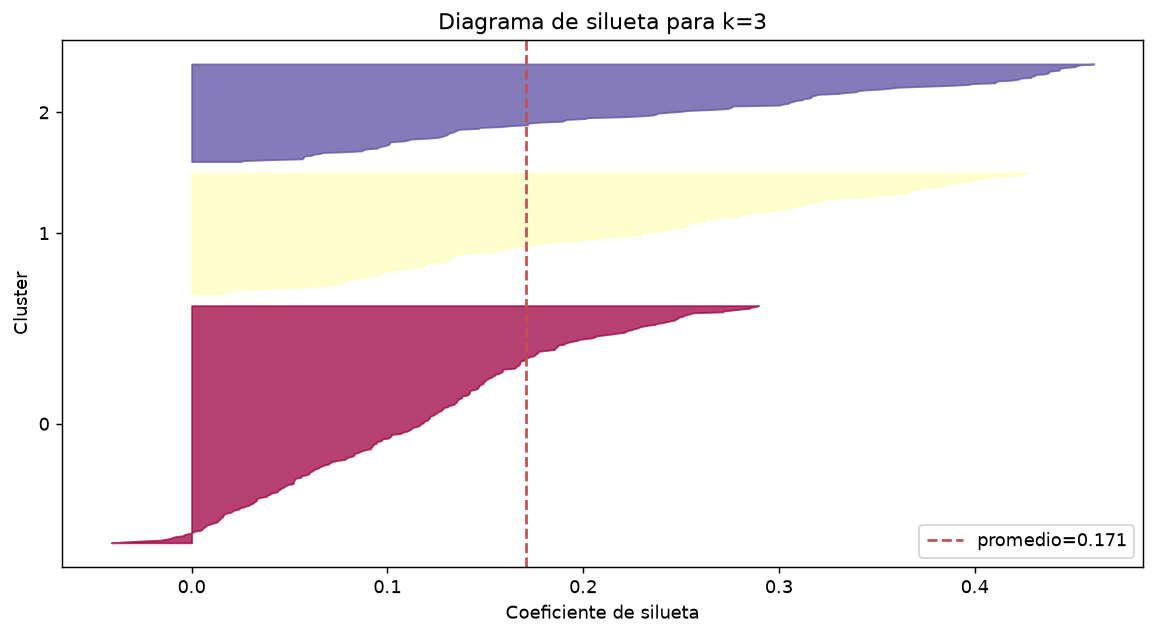 Diagrama de silueta para k=3
Cluster
2
1
0
promedio=0.171
0.0 0.1 0.2 0.3 0.4
Coeficiente de silueta